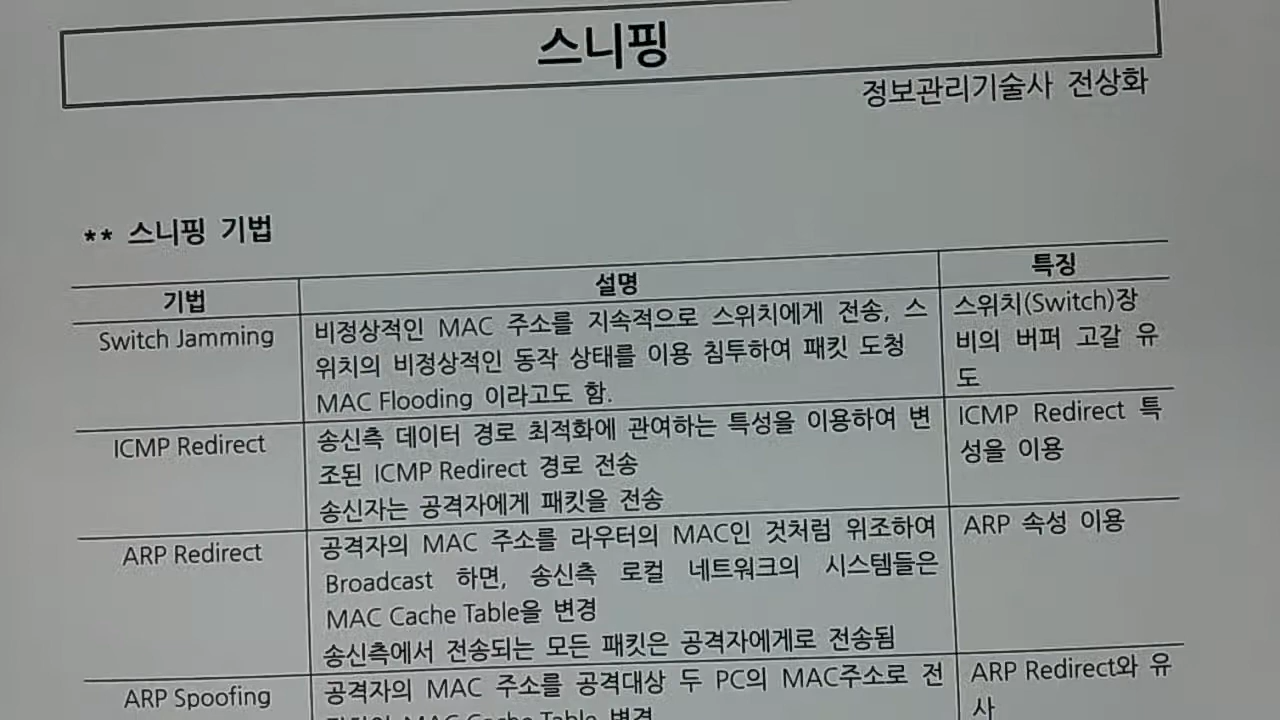 스니핑
정보관리기술사 전상화
** 스니핑 기법
기법 설명 특징
Switch Jamming
비정상적인 MAC 주소를 지속적으로 스위치에게 전송, 스
위치의 비정상적인 동작 상태를 이용 침투하여 패킷 도청
MAC Flooding 이라고도 함.
스위치(Switch)장
비의 버퍼 고갈 유
도
ICMP Redirect
송신측 데이터 경로 최적화에 관여하는 특성을 이용하여 변
조된 ICMP Redirect 경로 전송
송신자는 공격자에게 패킷을 전송
ICMP Redirect 특
성을 이용
ARP Redirect
공격자의 MAC 주소를 라우터의 MAC인 것처럼 위조하여
Broadcast 하면, 송신측 로컬 네트워크의 시스템들은
MAC Cache Table을 변경
송신측에서 전송되는 모든 패킷은 공격자에게로 전송됨
ARP 속성 이용
ARP Spoofing
공격자의 MAC 주소를 공격대상 두 PC의 MAC주소로 전
MAC Cache Table 변경
ARP Redirect와 유
사